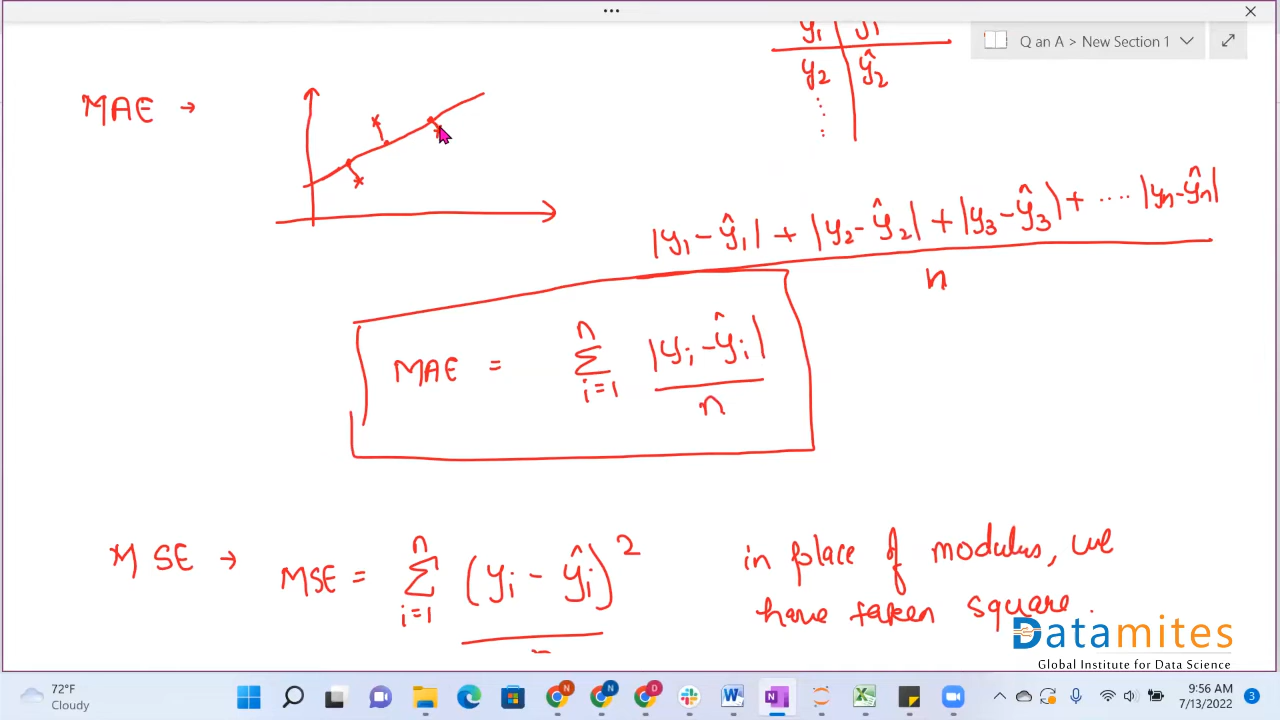 ...
Q an A > New Section 1
y1 ŷ1
y2 ŷ2
MAE →
|y1 - ŷ1| + |y2 - ŷ2| + |y3 - ŷ3| + .... |yn - ŷn|
n
MAE = n Σ i=1 |yi - ŷi|
n
MSE → MSE = n Σ i=1 (yi - ŷi)²
in place of modulus, we
have taken square.
Datamites
Global Institute for Data Science
72°F
Cloudy
9:56 AM
7/13/2022
3